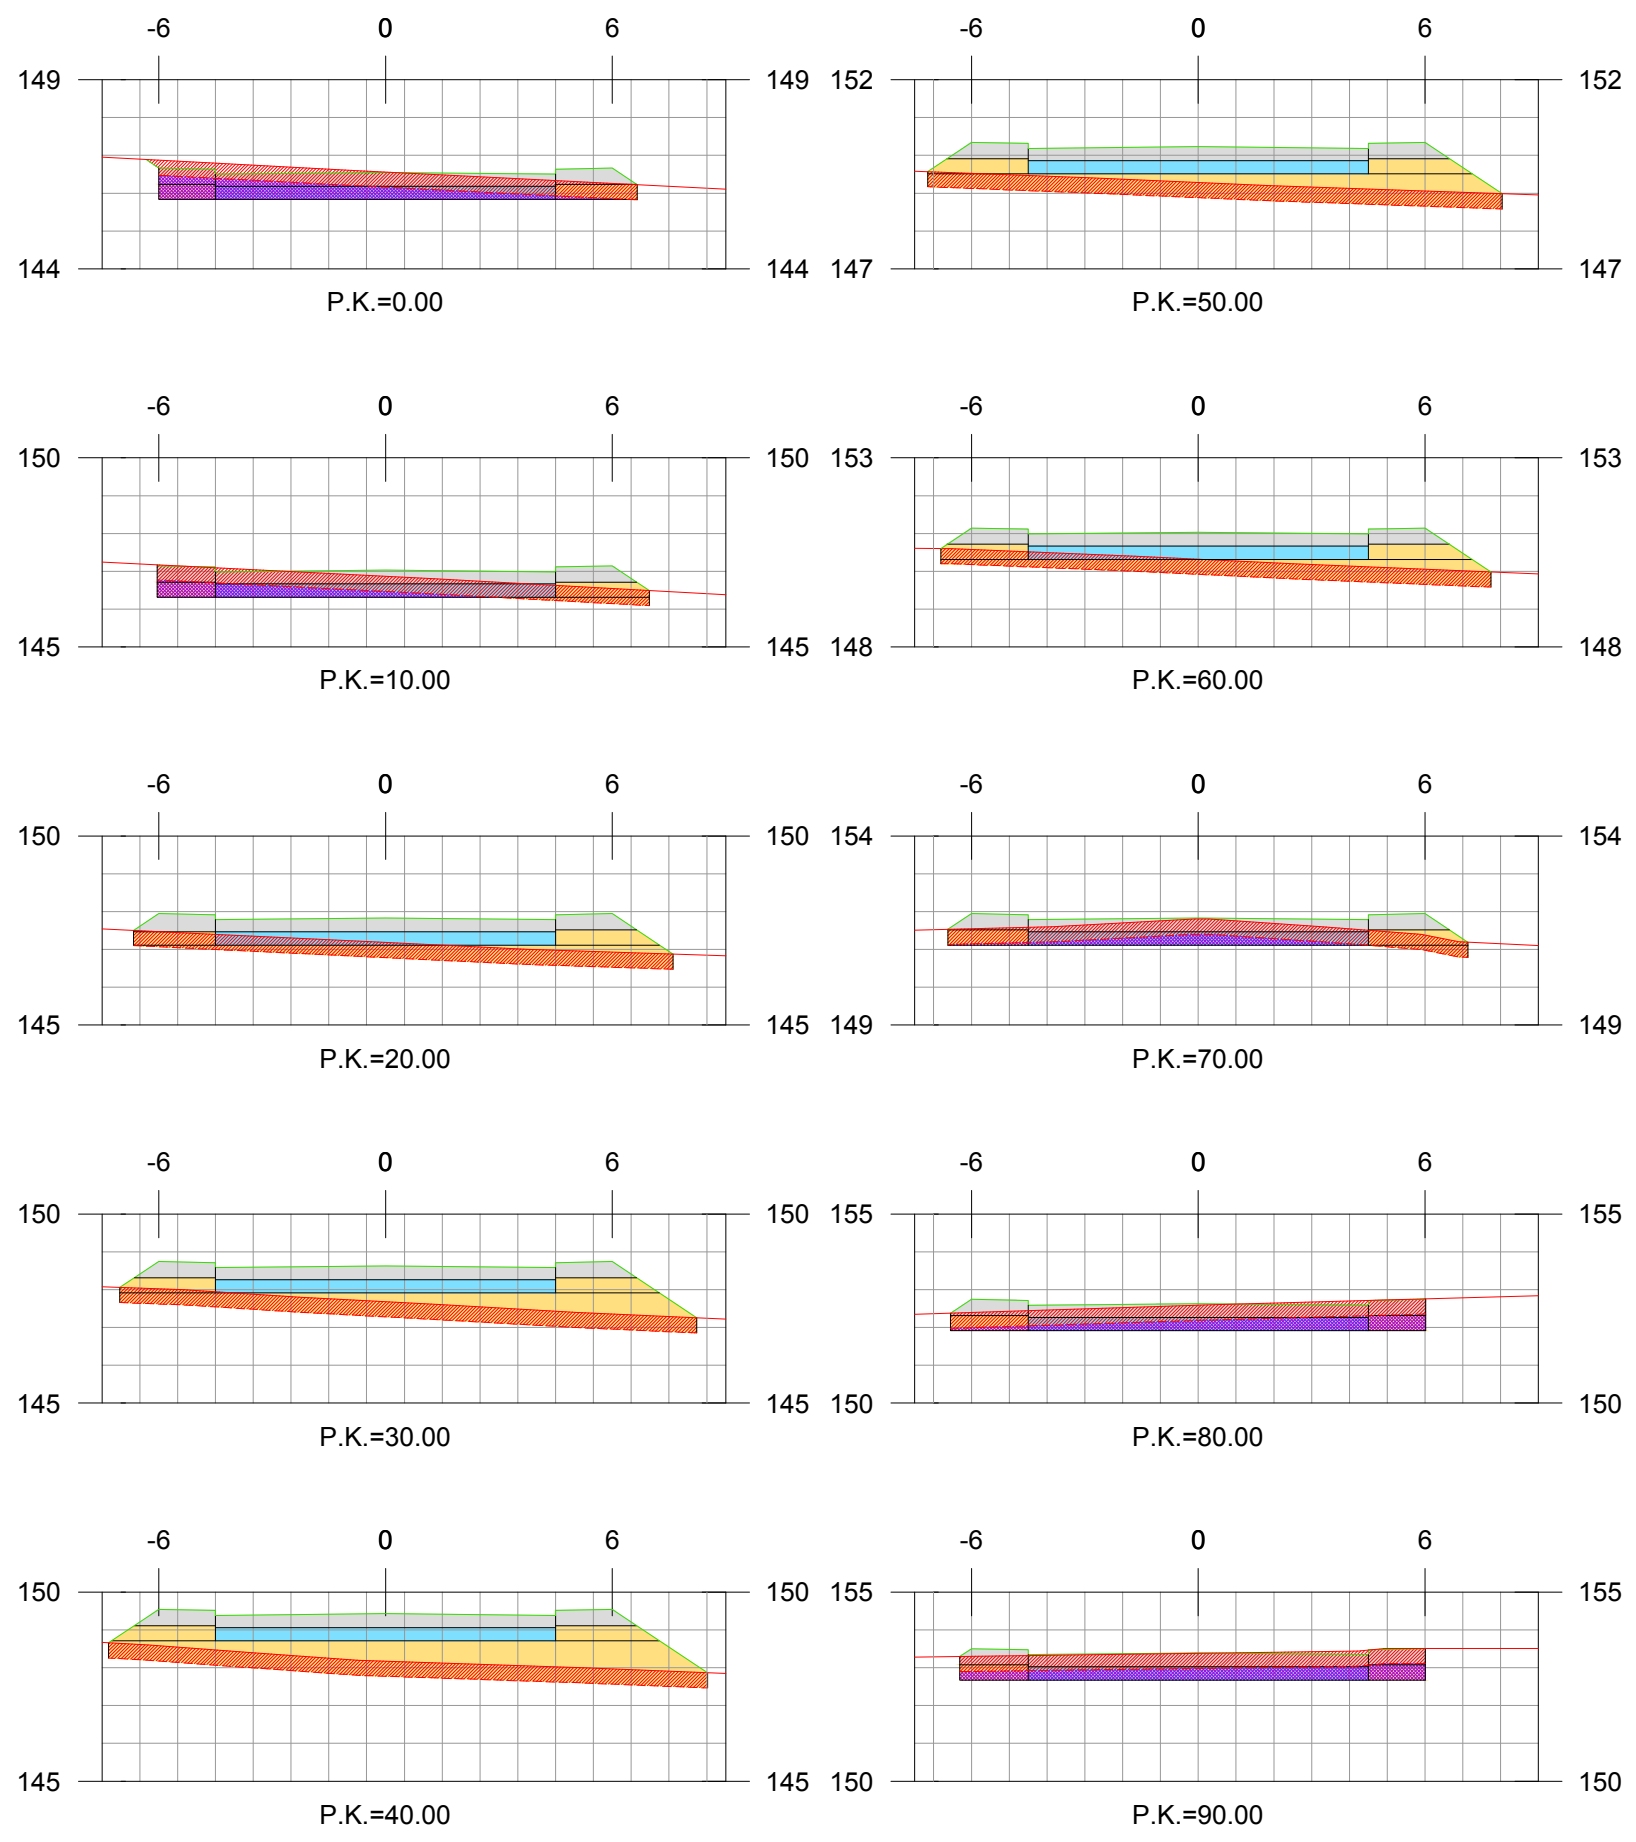 -6 0 6
149 149
144 144
P.K.=0.00
-6 0 6
152 152
147 147
P.K.=50.00
-6 0 6
150 150
145 145
P.K.=10.00
-6 0 6
153 153
148 148
P.K.=60.00
-6 0 6
150 150
145 145
P.K.=20.00
-6 0 6
154 154
149 149
P.K.=70.00
-6 0 6
150 150
145 145
P.K.=30.00
-6 0 6
155 155
150 150
P.K.=80.00
-6 0 6
150 150
145 145
P.K.=40.00
-6 0 6
155 155
150 150
P.K.=90.00